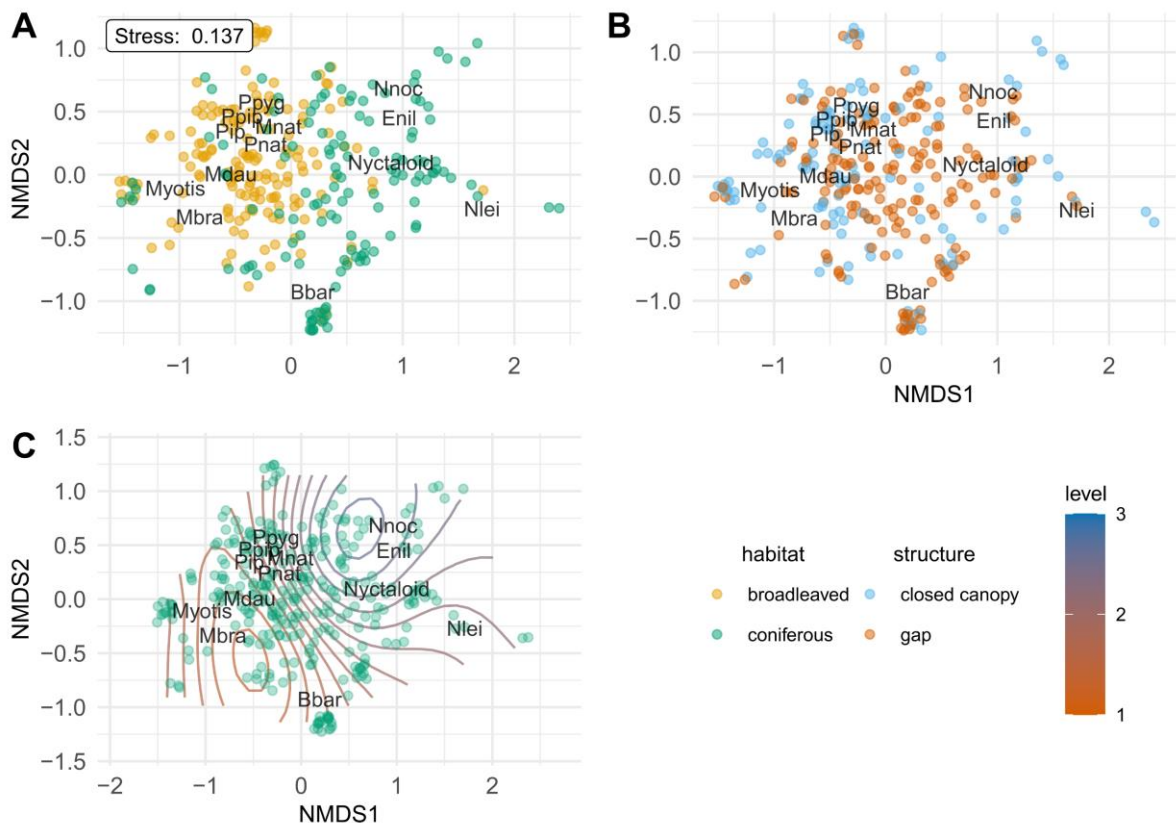 A
Stress: 0.137
NMDS2
1.0
0.5
0.0
−0.5
−1.0
−1
0
1
2
Nnoc
Ppyg
Enil
Ppip
Mnat
Pip
Pnat
Nyctaloid
Mdau
Myotis
Nlei
Mbra
Bbar
B
1.0
0.5
0.0
−0.5
−1.0
−1
0
1
2
NMDS1
Nnoc
Ppyg
Enil
Ppip
Mnat
Pip
Pnat
Nyctaloid
Mdau
Myotis
Nlei
Mbra
Bbar
C
NMDS2
1.5
1.0
0.5
0.0
−0.5
−1.0
−1.5
−2
−1
0
1
2
NMDS1
Nnoc
Ppyg
Enil
Ppip
Mnat
Pip
Pnat
Nyctaloid
Mdau
Myotis
Nlei
Mbra
Bbar
habitat
broadleaved
coniferous
structure
closed canopy
gap
level
3
2
1